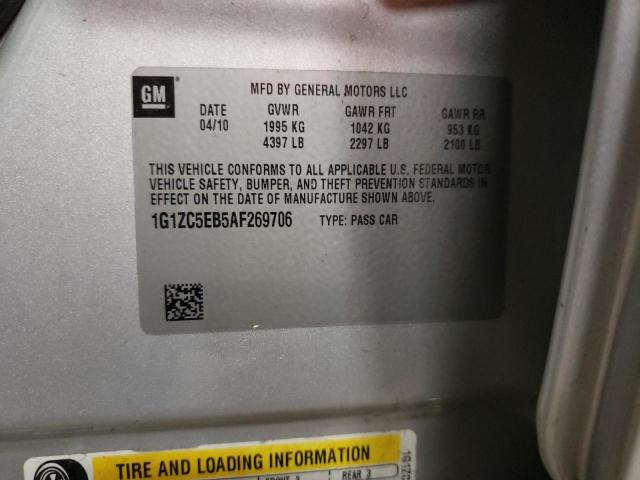 GM
MFD BY GENERAL MOTORS LLC
DATE GVWR GAWR FRT GAWR RR
04/10 1995 KG 1042 KG 953 KG
4397 LB 2297 LB 2100 LB
THIS VEHICLE CONFORMS TO ALL APPLICABLE U.S. FEDERAL MOTOR
VEHICLE SAFETY, BUMPER, AND THEFT PREVENTION STANDARDS IN
EFFECT ON THE DATE OF MANUFACTURE SHOWN ABOVE.
1G1ZC5EB5AF269706 TYPE: PASS CAR
TIRE AND LOADING INFORMATION
REAR 3
1G1ZC